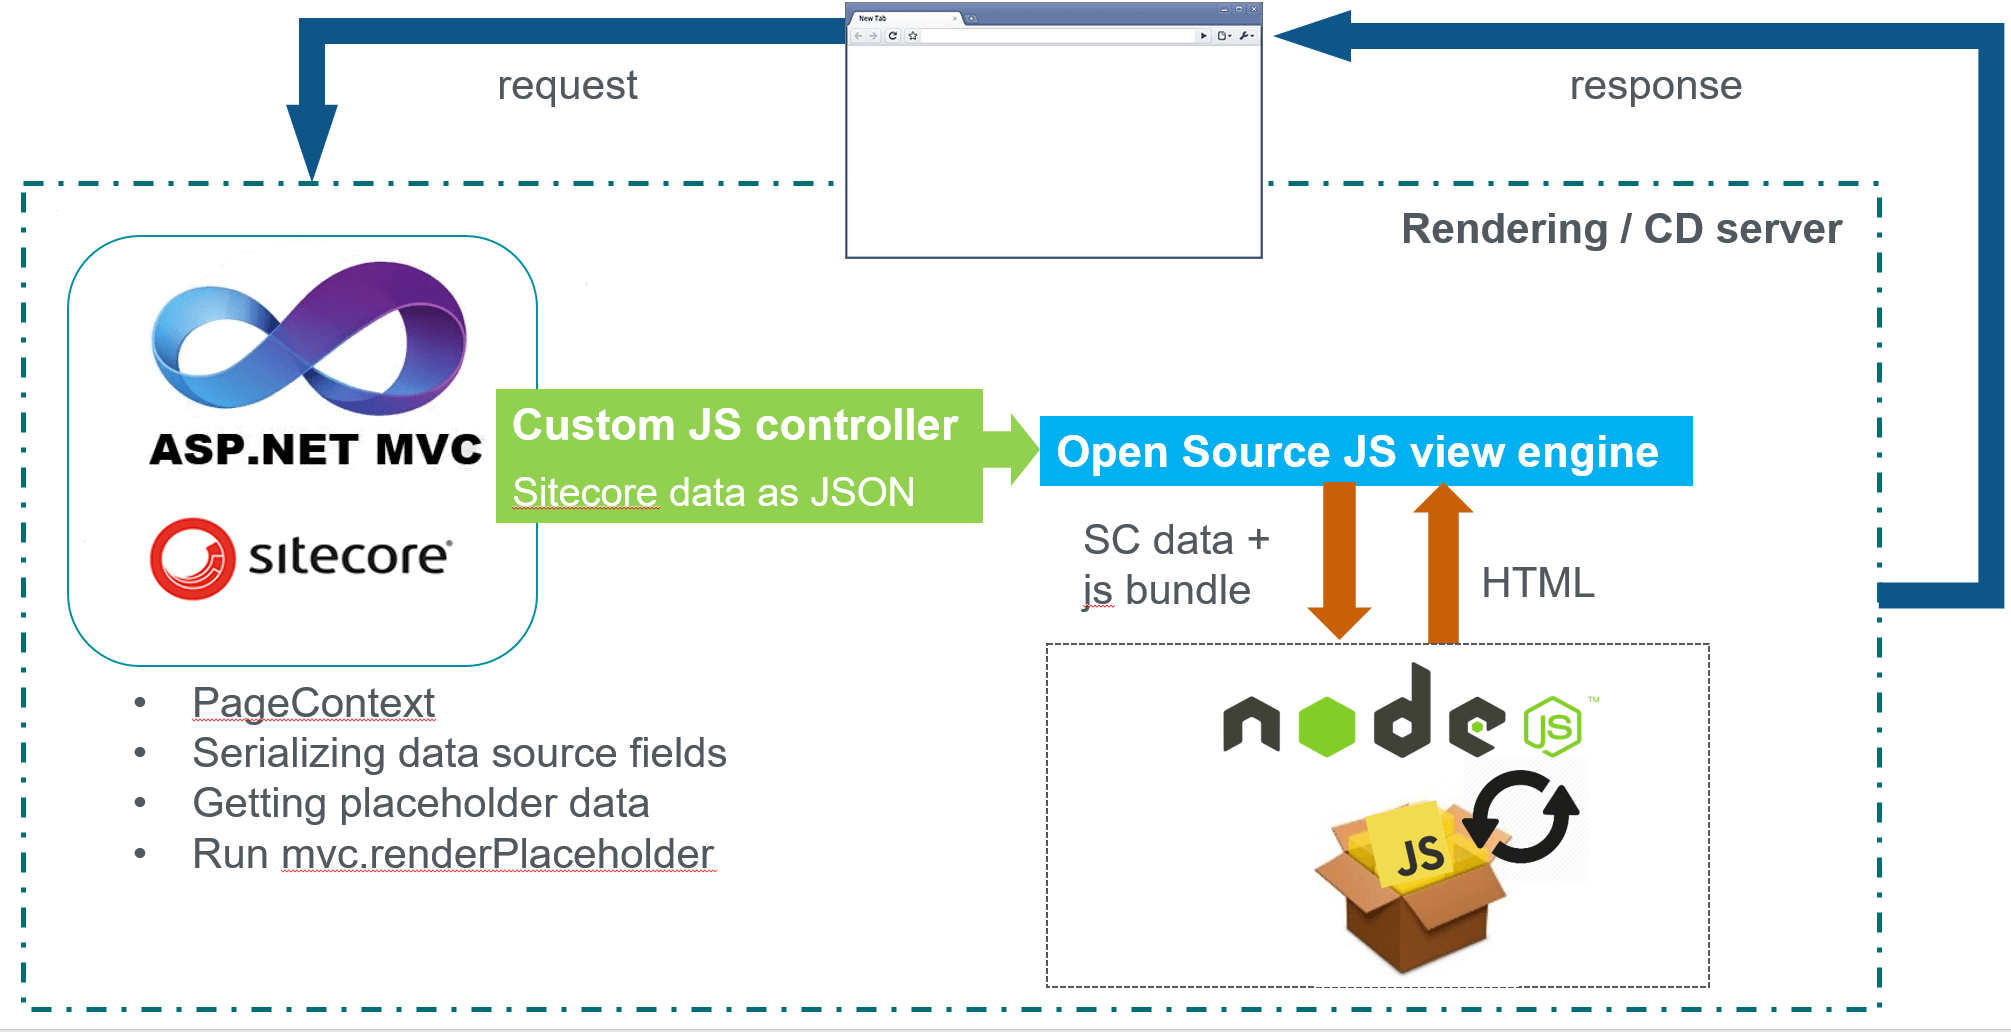 New Tab
request
response
Rendering / CD server
ASP.NET MVC
sitecore
Custom JS controller
Sitecore data as JSON
Open Source JS view engine
SC data +
js bundle
HTML
• PageContext
• Serializing data source fields
• Getting placeholder data
• Run mvc.renderPlaceholder
node JS™
JS